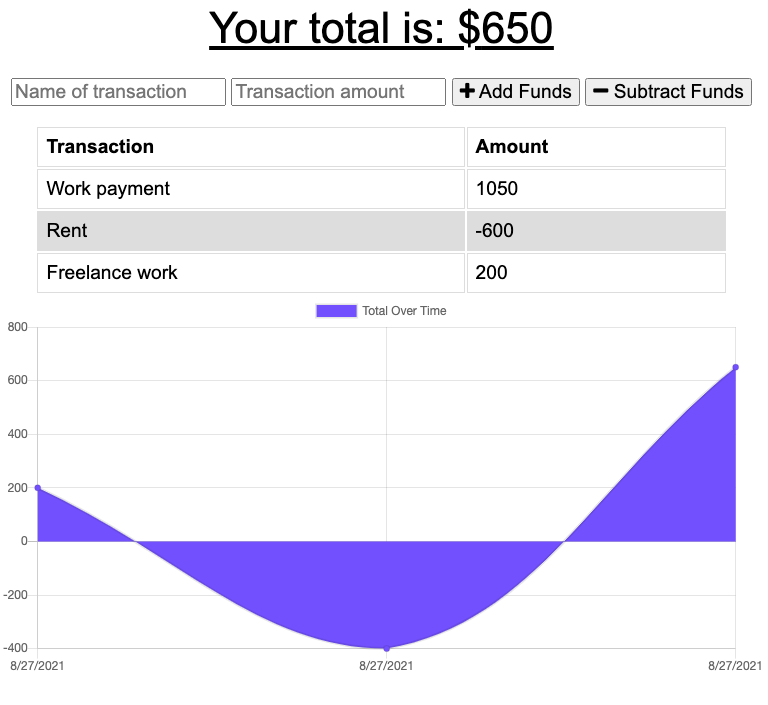 Your total is: $650
Name of transaction Transaction amount + Add Funds − Subtract Funds
Transaction Amount
Work payment 1050
Rent -600
Freelance work 200
Total Over Time
800
600
400
200
0
-200
-400
8/27/2021 8/27/2021 8/27/2021